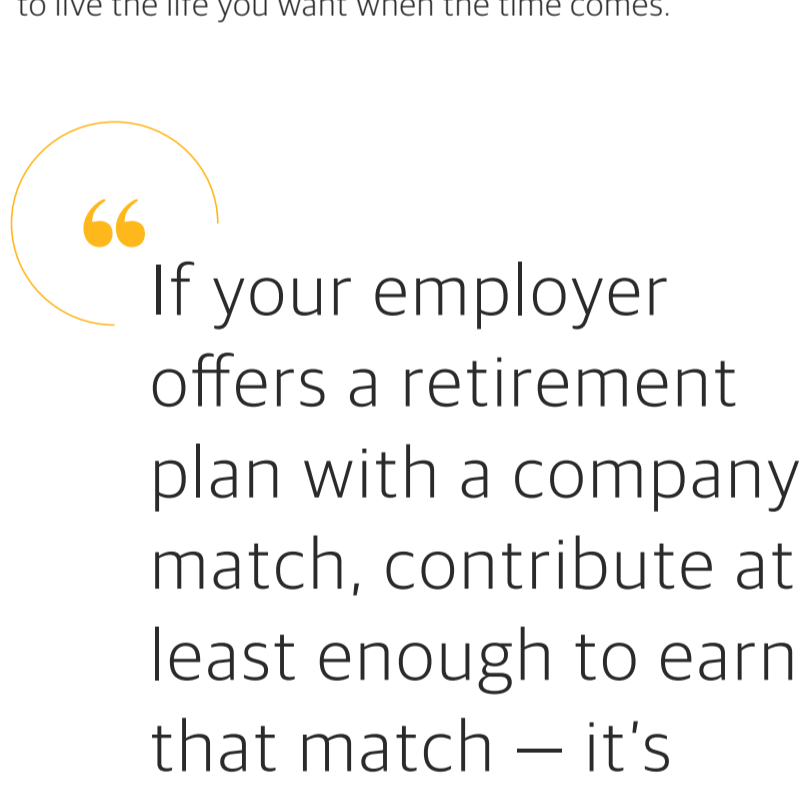 to live the life you want when the time comes.
“
If your employer
offers a retirement
plan with a company
match, contribute at
least enough to earn
that match — it’s